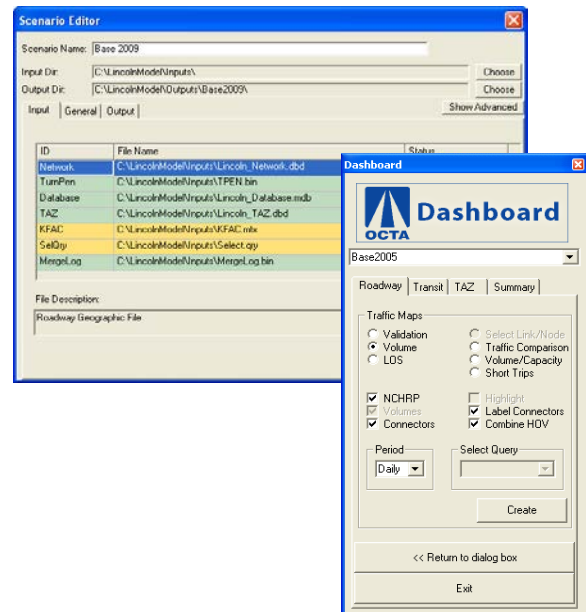 Scenario Editor
Scenario Name: Base 2009
Input Dir: C:\LincolnModel\Inputs\ Choose
Output Dir: C:\LincolnModel\Outputs\Base2009\ Choose
Input General Output Show Advanced
ID File Name Status
Network C:\LincolnModel\Inputs\Lincoln_Network.dbd
TurnPen C:\LincolnModel\Inputs\TPEN.bin
Database C:\LincolnModel\Inputs\Lincoln_Database.mdb
TAZ C:\LincolnModel\Inputs\Lincoln_TAZ.dbd
KFAC C:\LincolnModel\Inputs\KFAC.mtx
SelQry C:\LincolnModel\Inputs\Select.qry
MergeLog C:\LincolnModel\Inputs\MergeLog.bin
File Description:
Roadway Geographic File
Dashboard
OCTA Dashboard
Base2005
Roadway Transit TAZ Summary
Traffic Maps
Validation Select Link/Node
Volume Traffic Comparison
LOS Volume/Capacity
Short Trips
NCHRP Highlight
Volumes Label Connectors
Connectors Combine HOV
Period Select Query
Daily
Create
<< Return to dialog box
Exit